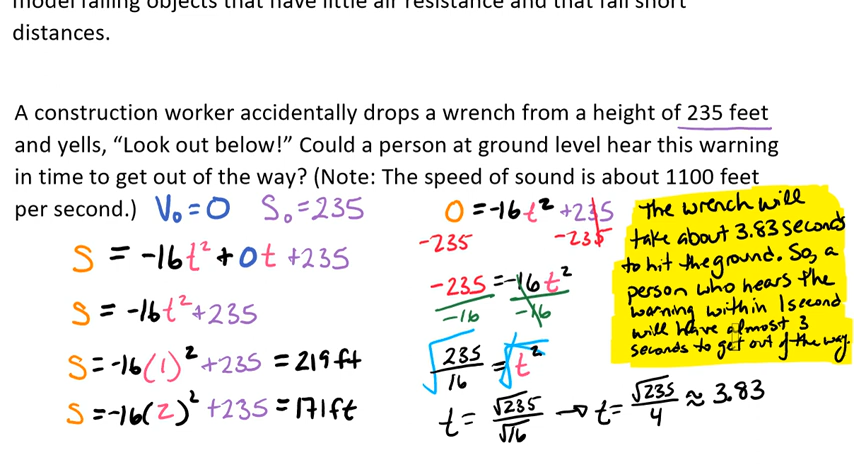 model falling objects that have little air resistance and that fall short
distances.
A construction worker accidentally drops a wrench from a height of 235 feet
and yells, “Look out below!” Could a person at ground level hear this warning
in time to get out of the way? (Note: The speed of sound is about 1100 feet
per second.)
V₀=0 S₀=235
S = -16t²+0t+235
S = -16t²+235
S=-16(1)²+235=219ft
S=-16(2)²+235=171ft
0=-16t²+235
-235 -235
-235=-16t²
-16 -16
√235/16=√t²
t=√235/√16→t=√235/4≈3.83
The wrench will
take about 3.83 seconds
to hit the ground. So, a
person who hears the
warning within 1 second
will have almost 3
seconds to get out of the way.